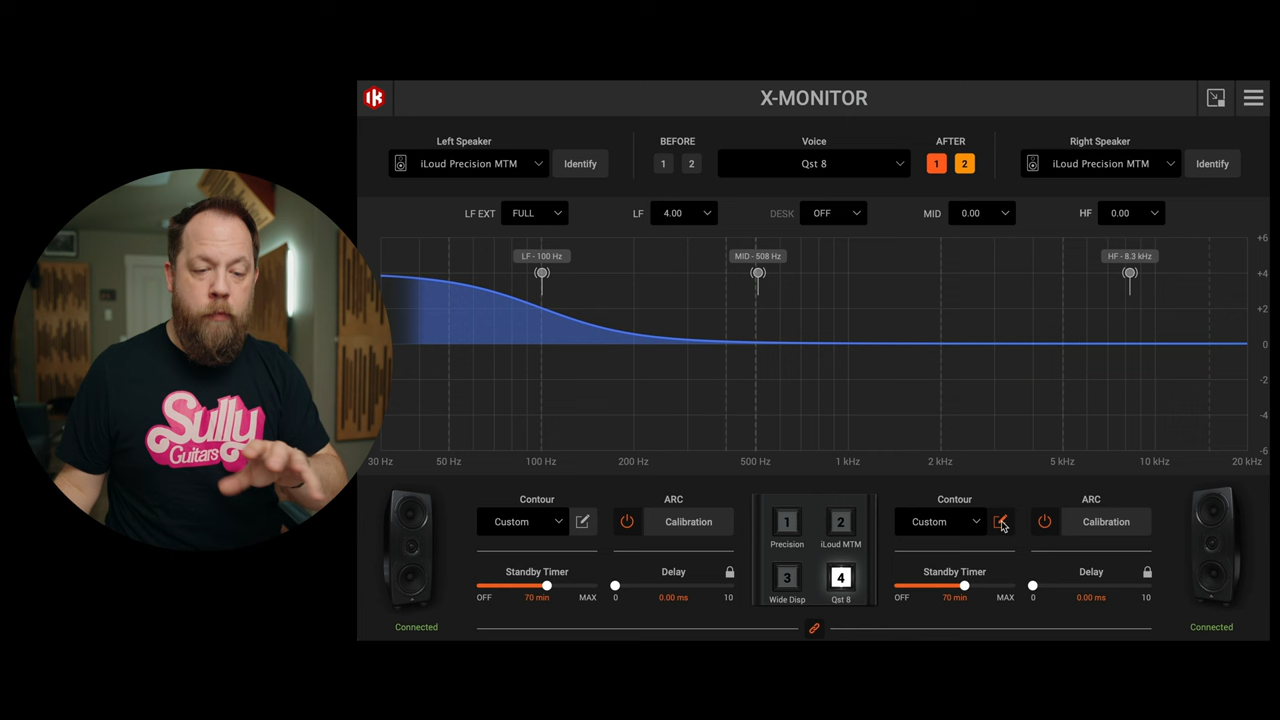 X-MONITOR
Left Speaker
BEFORE
Voice
AFTER
Right Speaker
iLoud Precision MTM
Identify
1
2
Qst 8
1
2
iLoud Precision MTM
Identify
LF EXT
FULL
LF
4.00
DESK
OFF
MID
0.00
HF
0.00
LF - 100 Hz
MID - 508 Hz
HF - 8.3 kHz
+6
+4
+2
0
-2
-4
-6
30 Hz
50 Hz
100 Hz
200 Hz
500 Hz
1 kHz
2 kHz
5 kHz
10 kHz
20 kHz
Sully
Guitars
Contour
ARC
Custom
Calibration
Standby Timer
Delay
OFF
70 min
MAX
0
0.00 ms
10
Connected
1
2
Precision
iLoud MTM
3
4
Wide Disp
Qst 8
Contour
ARC
Custom
Calibration
Standby Timer
Delay
OFF
70 min
MAX
0
0.00 ms
10
Connected